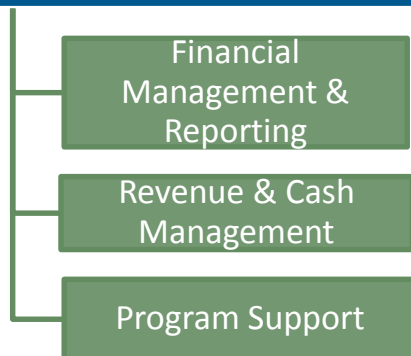 Financial
Management &
Reporting
Revenue & Cash
Management
Program Support